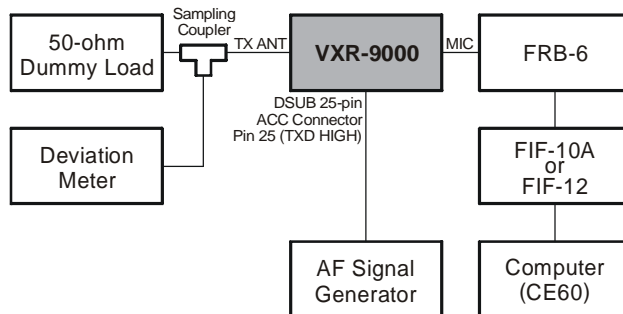 Sampling
Coupler
50-ohm
Dummy Load
TX ANT
VXR-9000
MIC
FRB-6
DSUB 25-pin
ACC Connector
Pin 25 (TXD HIGH)
Deviation
Meter
FIF-10A
or
FIF-12
AF Signal
Generator
Computer
(CE60)